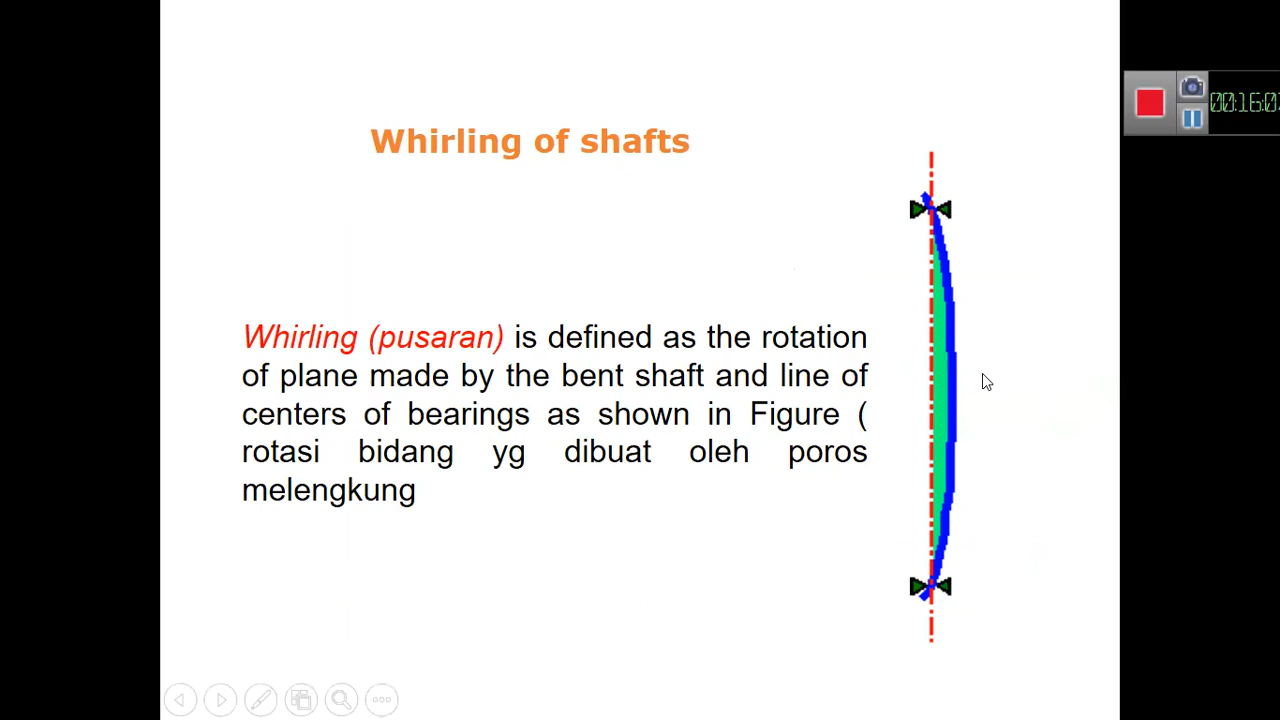 Whirling of shafts
Whirling (pusaran) is defined as the rotation
of plane made by the bent shaft and line of
centers of bearings as shown in Figure (
rotasi bidang yg dibuat oleh poros
melengkung